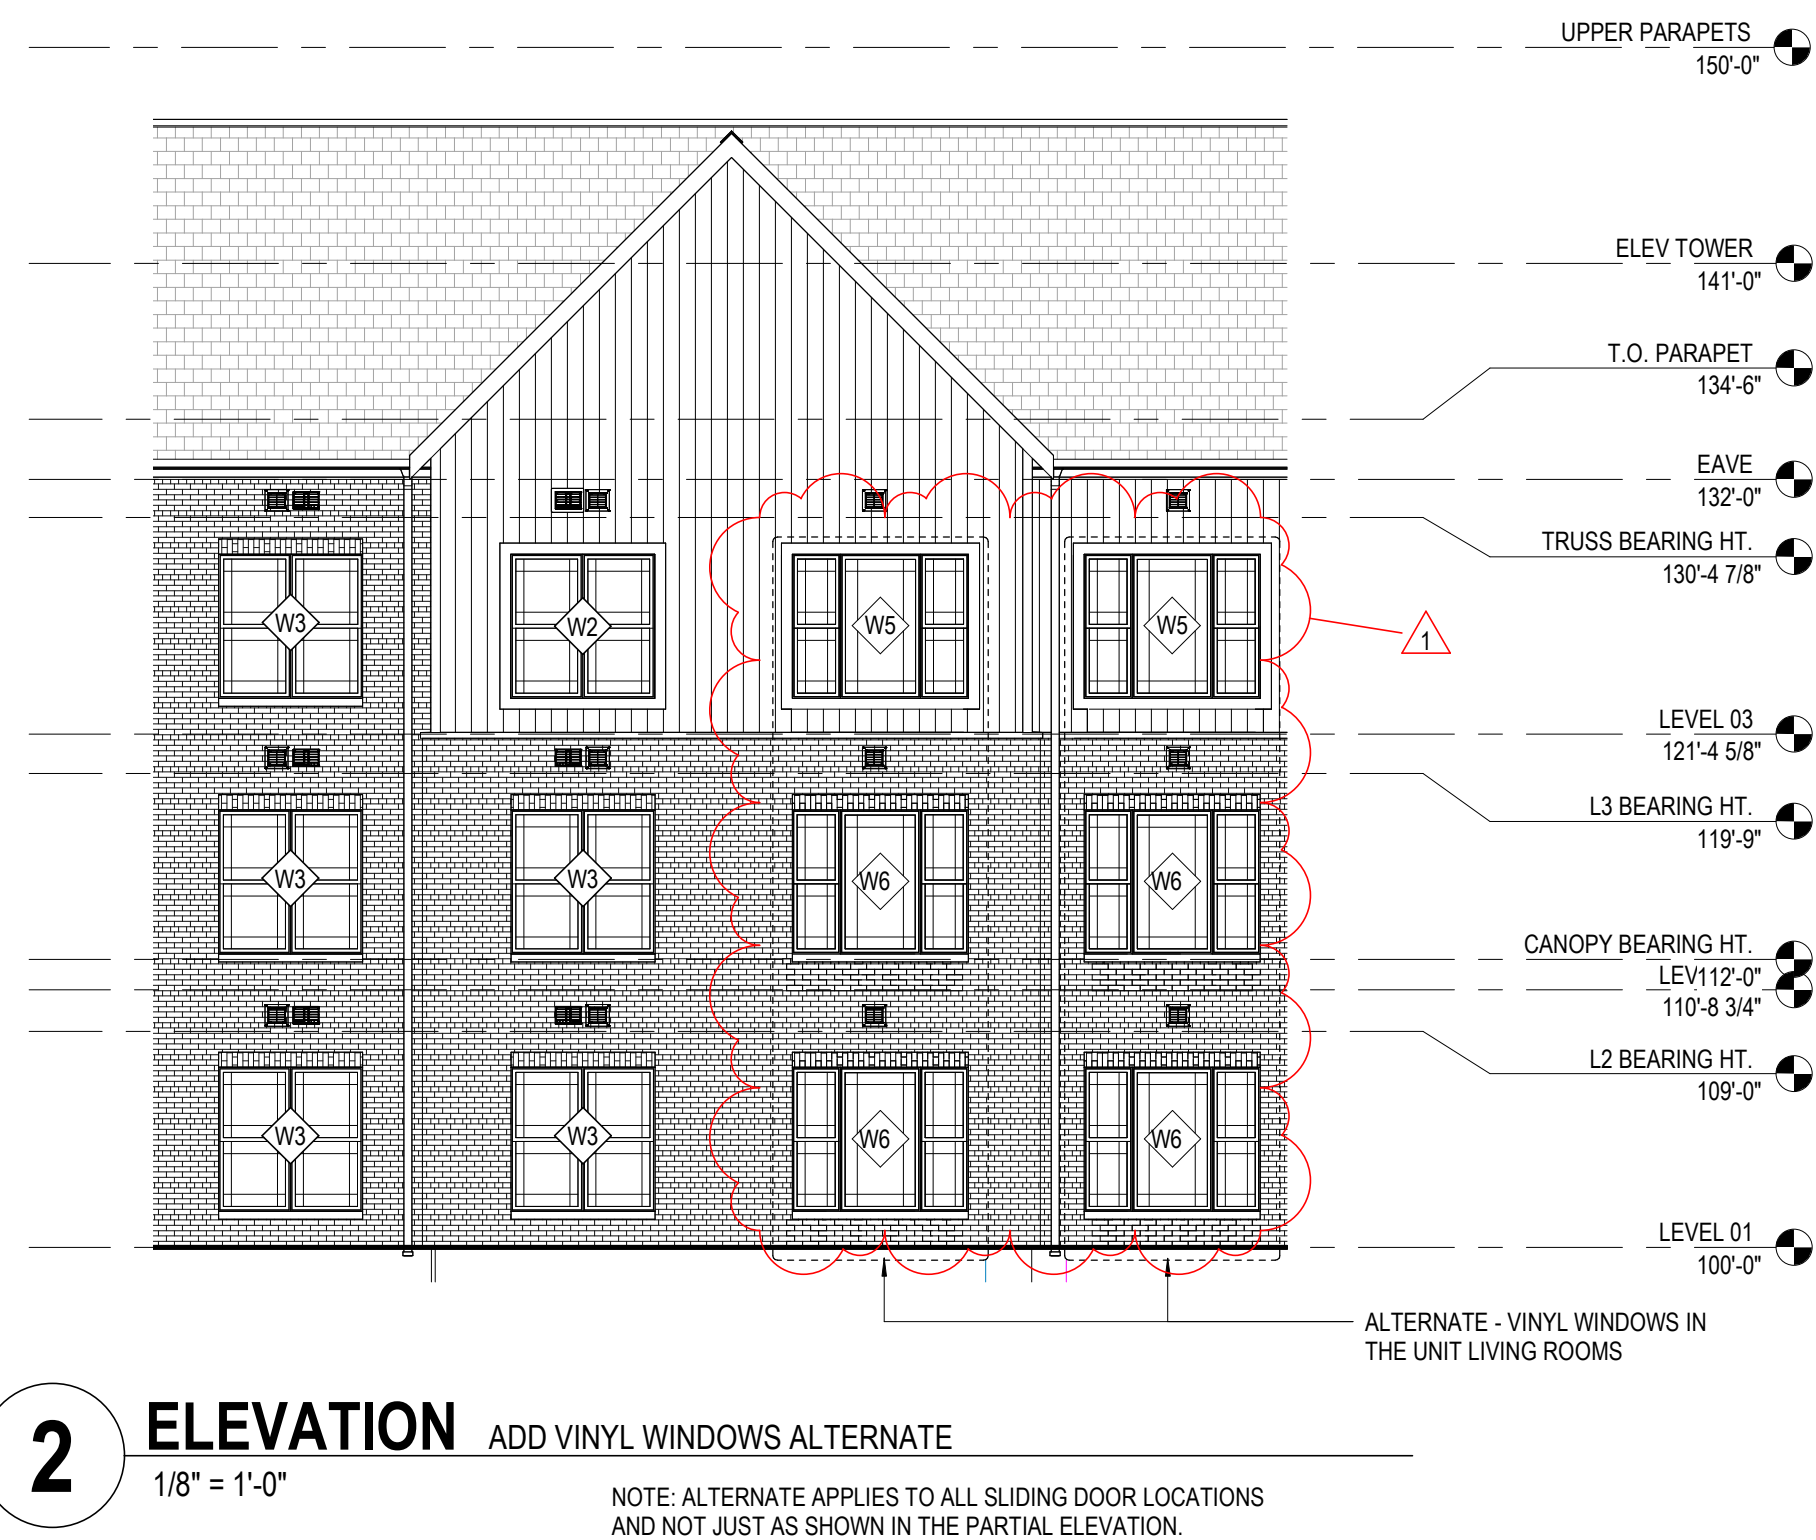 UPPER PARAPETS
150'-0"
ELEV TOWER
141'-0"
T.O. PARAPET
134'-6"
EAVE
132'-0"
TRUSS BEARING HT.
130'-4 7/8"
W3
W2
W5
W5
1
LEVEL 03
121'-4 5/8"
L3 BEARING HT.
119'-9"
W3
W3
W6
W6
CANOPY BEARING HT.
LEV112'-0"
110'-8 3/4"
L2 BEARING HT.
109'-0"
W3
W3
W6
W6
LEVEL 01
100'-0"
ALTERNATE - VINYL WINDOWS IN
THE UNIT LIVING ROOMS
2
ELEVATION ADD VINYL WINDOWS ALTERNATE
1/8" = 1'-0"
NOTE: ALTERNATE APPLIES TO ALL SLIDING DOOR LOCATIONS
AND NOT JUST AS SHOWN IN THE PARTIAL ELEVATION.